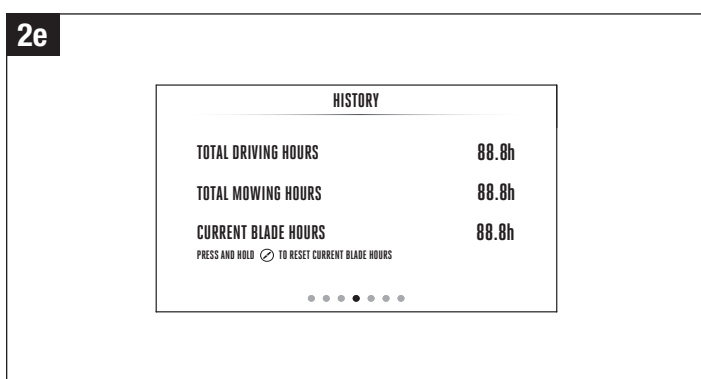 2e
HISTORY
TOTAL DRIVING HOURS 88.8h
TOTAL MOWING HOURS 88.8h
CURRENT BLADE HOURS 88.8h
PRESS AND HOLD TO RESET CURRENT BLADE HOURS